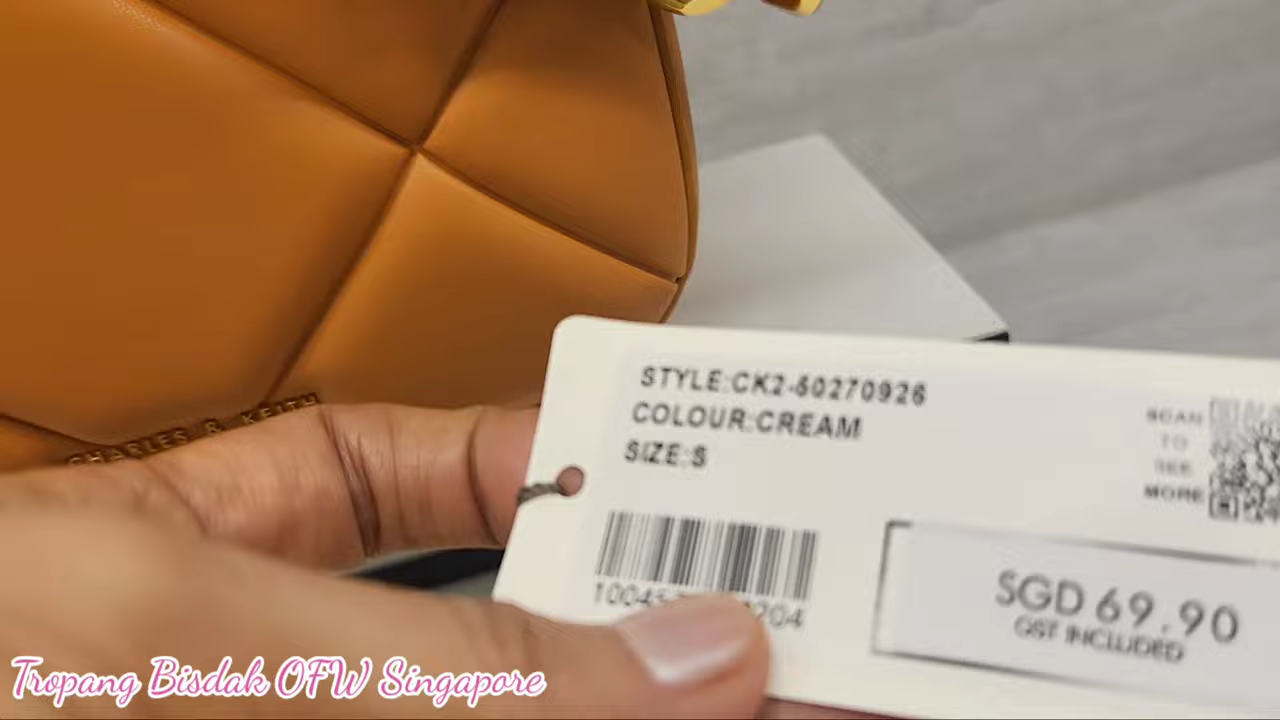 CHARLES & KEITH
STYLE:CK2-50270926
COLOUR:CREAM
SIZE:S
SCAN
TO
SEE
MORE
SGD 69.90
GST INCLUDED
Tropang Bisdak OFW Singapore